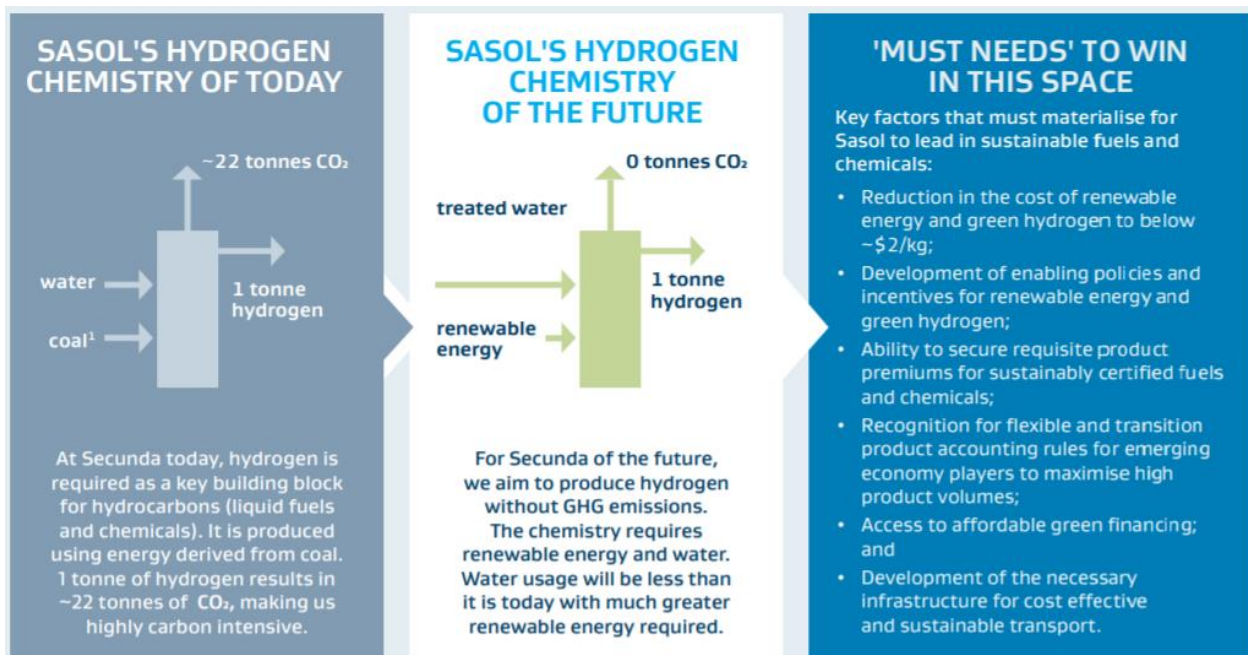 SASOL'S HYDROGEN
CHEMISTRY OF TODAY
~22 tonnes CO₂
water
coal¹
1 tonne
hydrogen
At Secunda today, hydrogen is
required as a key building block
for hydrocarbons (liquid fuels
and chemicals). It is produced
using energy derived from coal.
1 tonne of hydrogen results in
~22 tonnes of CO₂, making us
highly carbon intensive.
SASOL'S HYDROGEN
CHEMISTRY
OF THE FUTURE
0 tonnes CO₂
treated water
1 tonne
hydrogen
renewable
energy
For Secunda of the future,
we aim to produce hydrogen
without GHG emissions.
The chemistry requires
renewable energy and water.
Water usage will be less than
it is today with much greater
renewable energy required.
'MUST NEEDS' TO WIN
IN THIS SPACE
Key factors that must materialise for
Sasol to lead in sustainable fuels and
chemicals:
• Reduction in the cost of renewable
energy and green hydrogen to below
~$2/kg;
• Development of enabling policies and
incentives for renewable energy and
green hydrogen;
• Ability to secure requisite product
premiums for sustainably certified fuels
and chemicals;
• Recognition for flexible and transition
product accounting rules for emerging
economy players to maximise high
product volumes;
• Access to affordable green financing;
and
• Development of the necessary
infrastructure for cost effective
and sustainable transport.